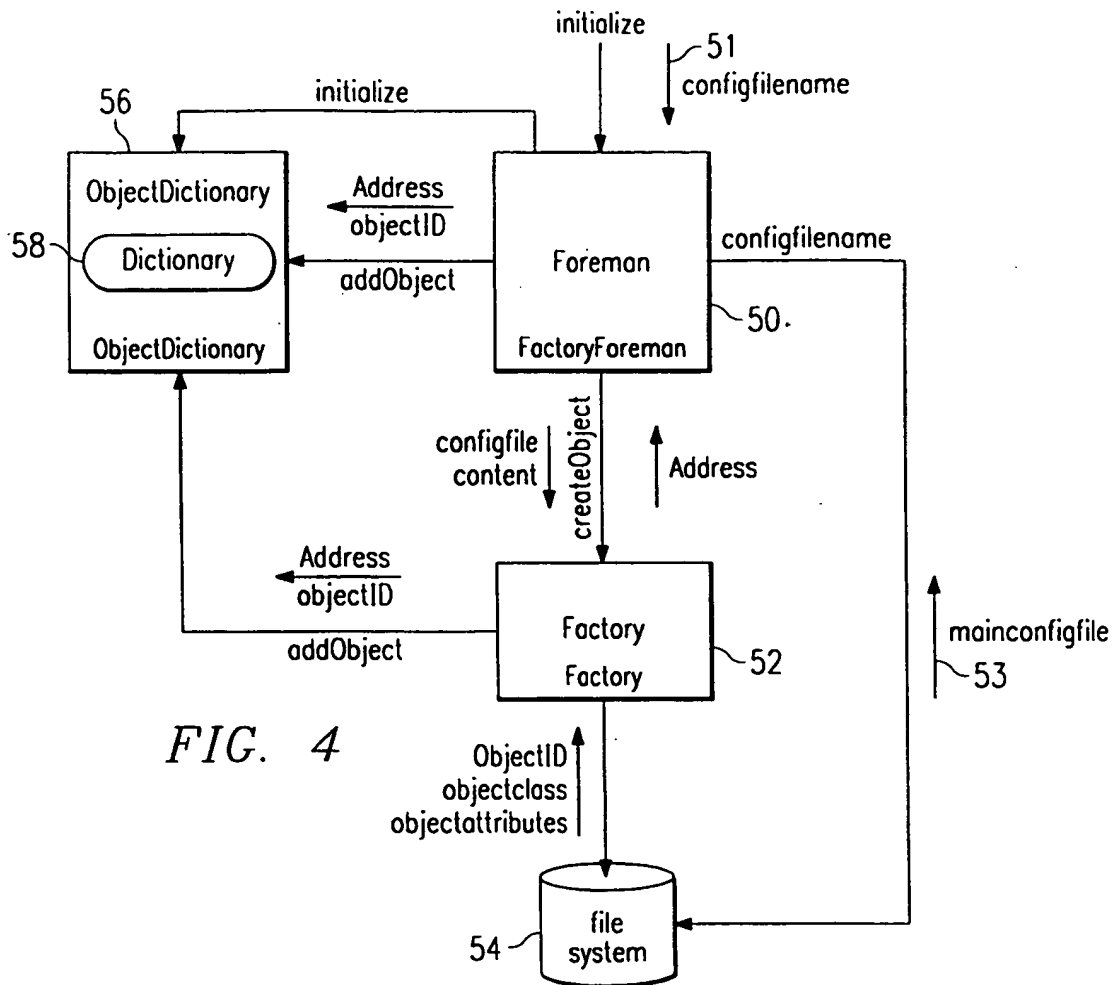 initialize
51
configfilename
initialize
56
ObjectDictionary
Address
objectID
58
Dictionary
addObject
Foreman
configfilename
50.
ObjectDictionary
FactoryForeman
configfile
content
createObject
Address
Address
objectID
addObject
Factory
Factory
52
mainconfigfile
53
FIG. 4
ObjectID
objectclass
objectattributes
file
system
54